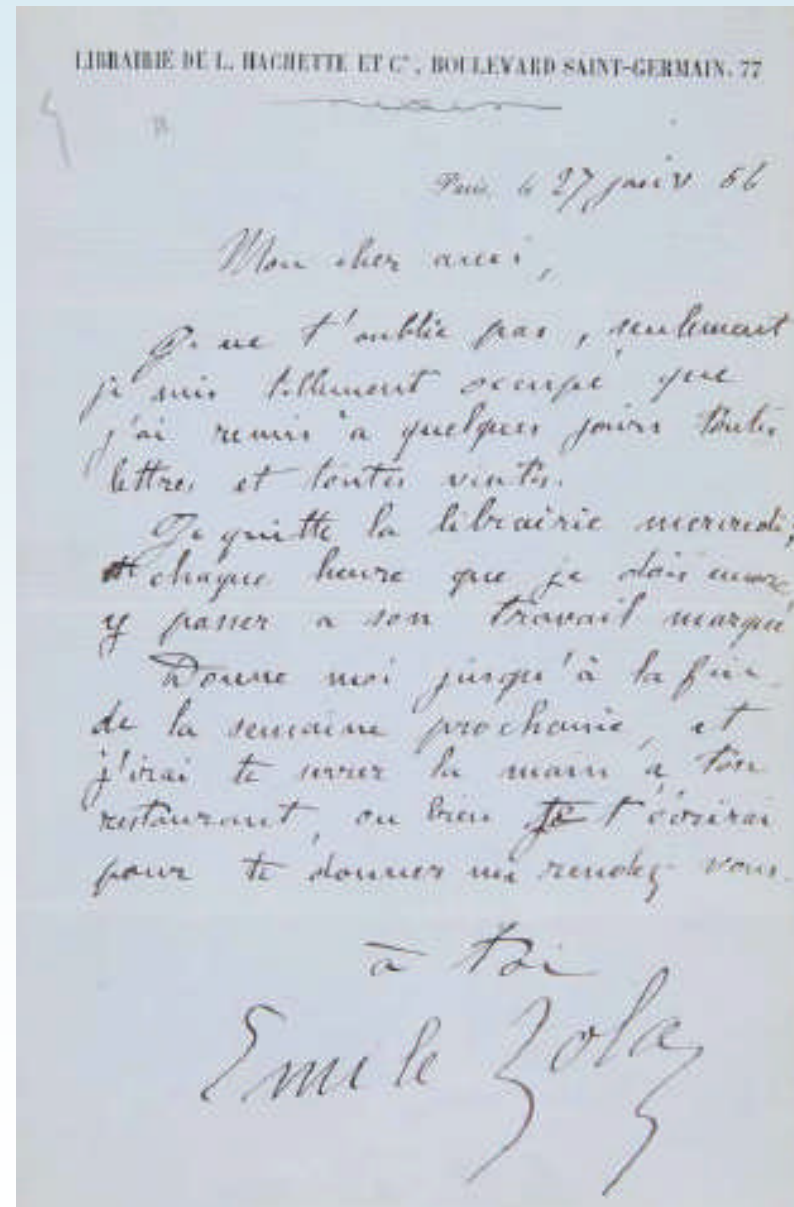 LIBRAIRIE DE L. HACHETTE ET Cⁱᵉ, BOULEVARD SAINT-GERMAIN, 77
Paris, le 27 janv 66
Mon cher ami,
Je ne t'oublie pas, seulement
je suis tellement occupé que
j'ai remis à quelques jours toutes
lettres et toutes visites.
Je quitte la librairie mercredi;
chaque heure que je dois encore
y passer a son travail marqué
Donne moi jusqu'à la fin
de la semaine prochaine, et
j'irai te serrer la main à ton
restaurant, ou bien je t'écrirai
pour te donner un rendez-vous.
à toi
Emile Zola